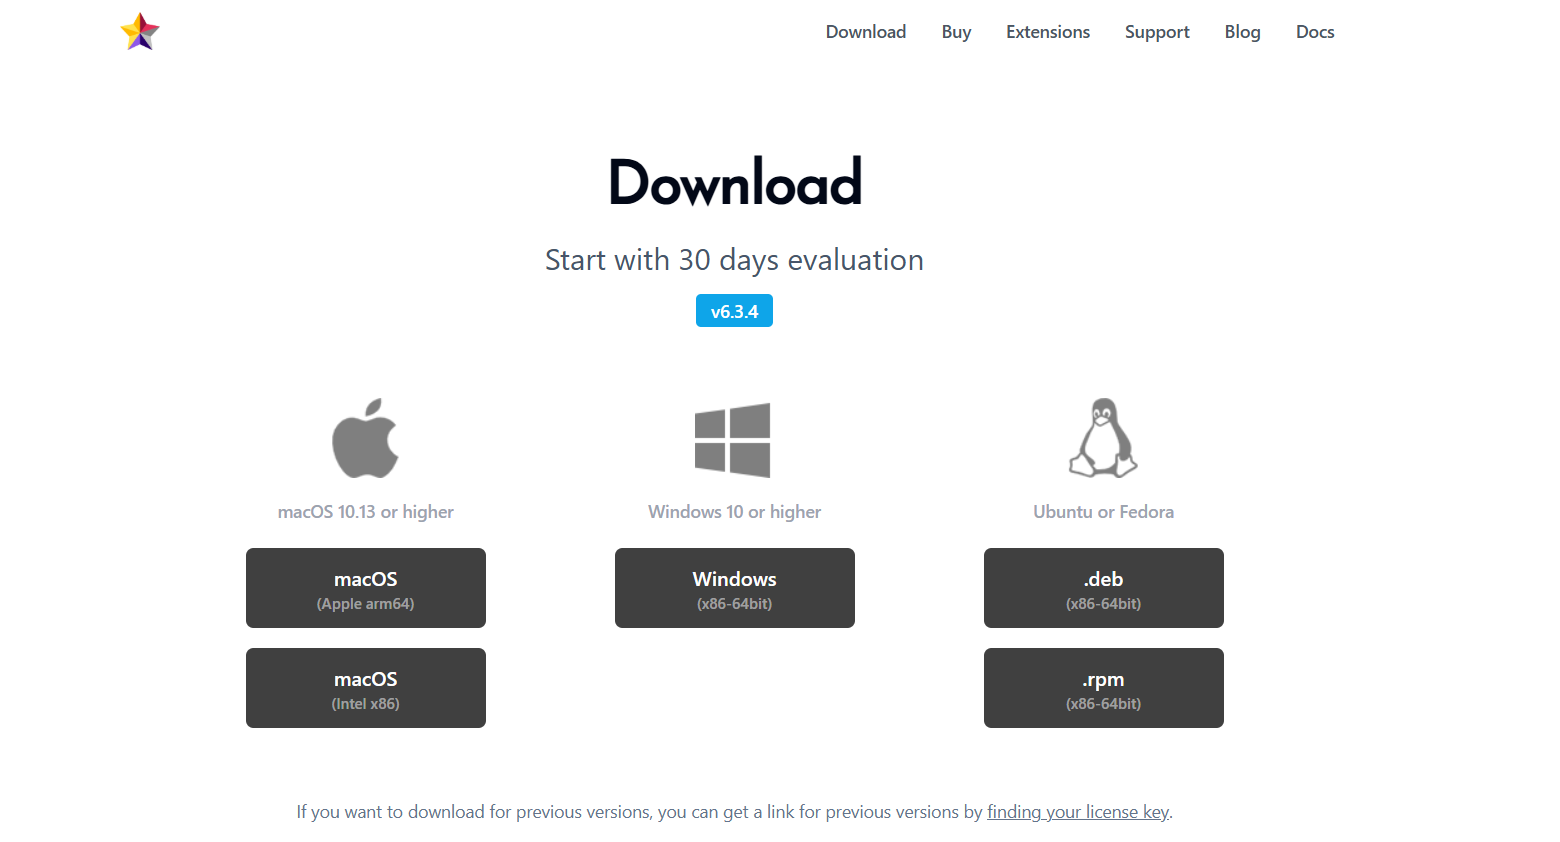 Download Buy Extensions Support Blog Docs
Download
Start with 30 days evaluation
v6.3.4
macOS 10.13 or higher
macOS
(Apple arm64)
macOS
(Intel x86)
Windows 10 or higher
Windows
(x86-64bit)
Ubuntu or Fedora
.deb
(x86-64bit)
.rpm
(x86-64bit)
If you want to download for previous versions, you can get a link for previous versions by finding your license key.